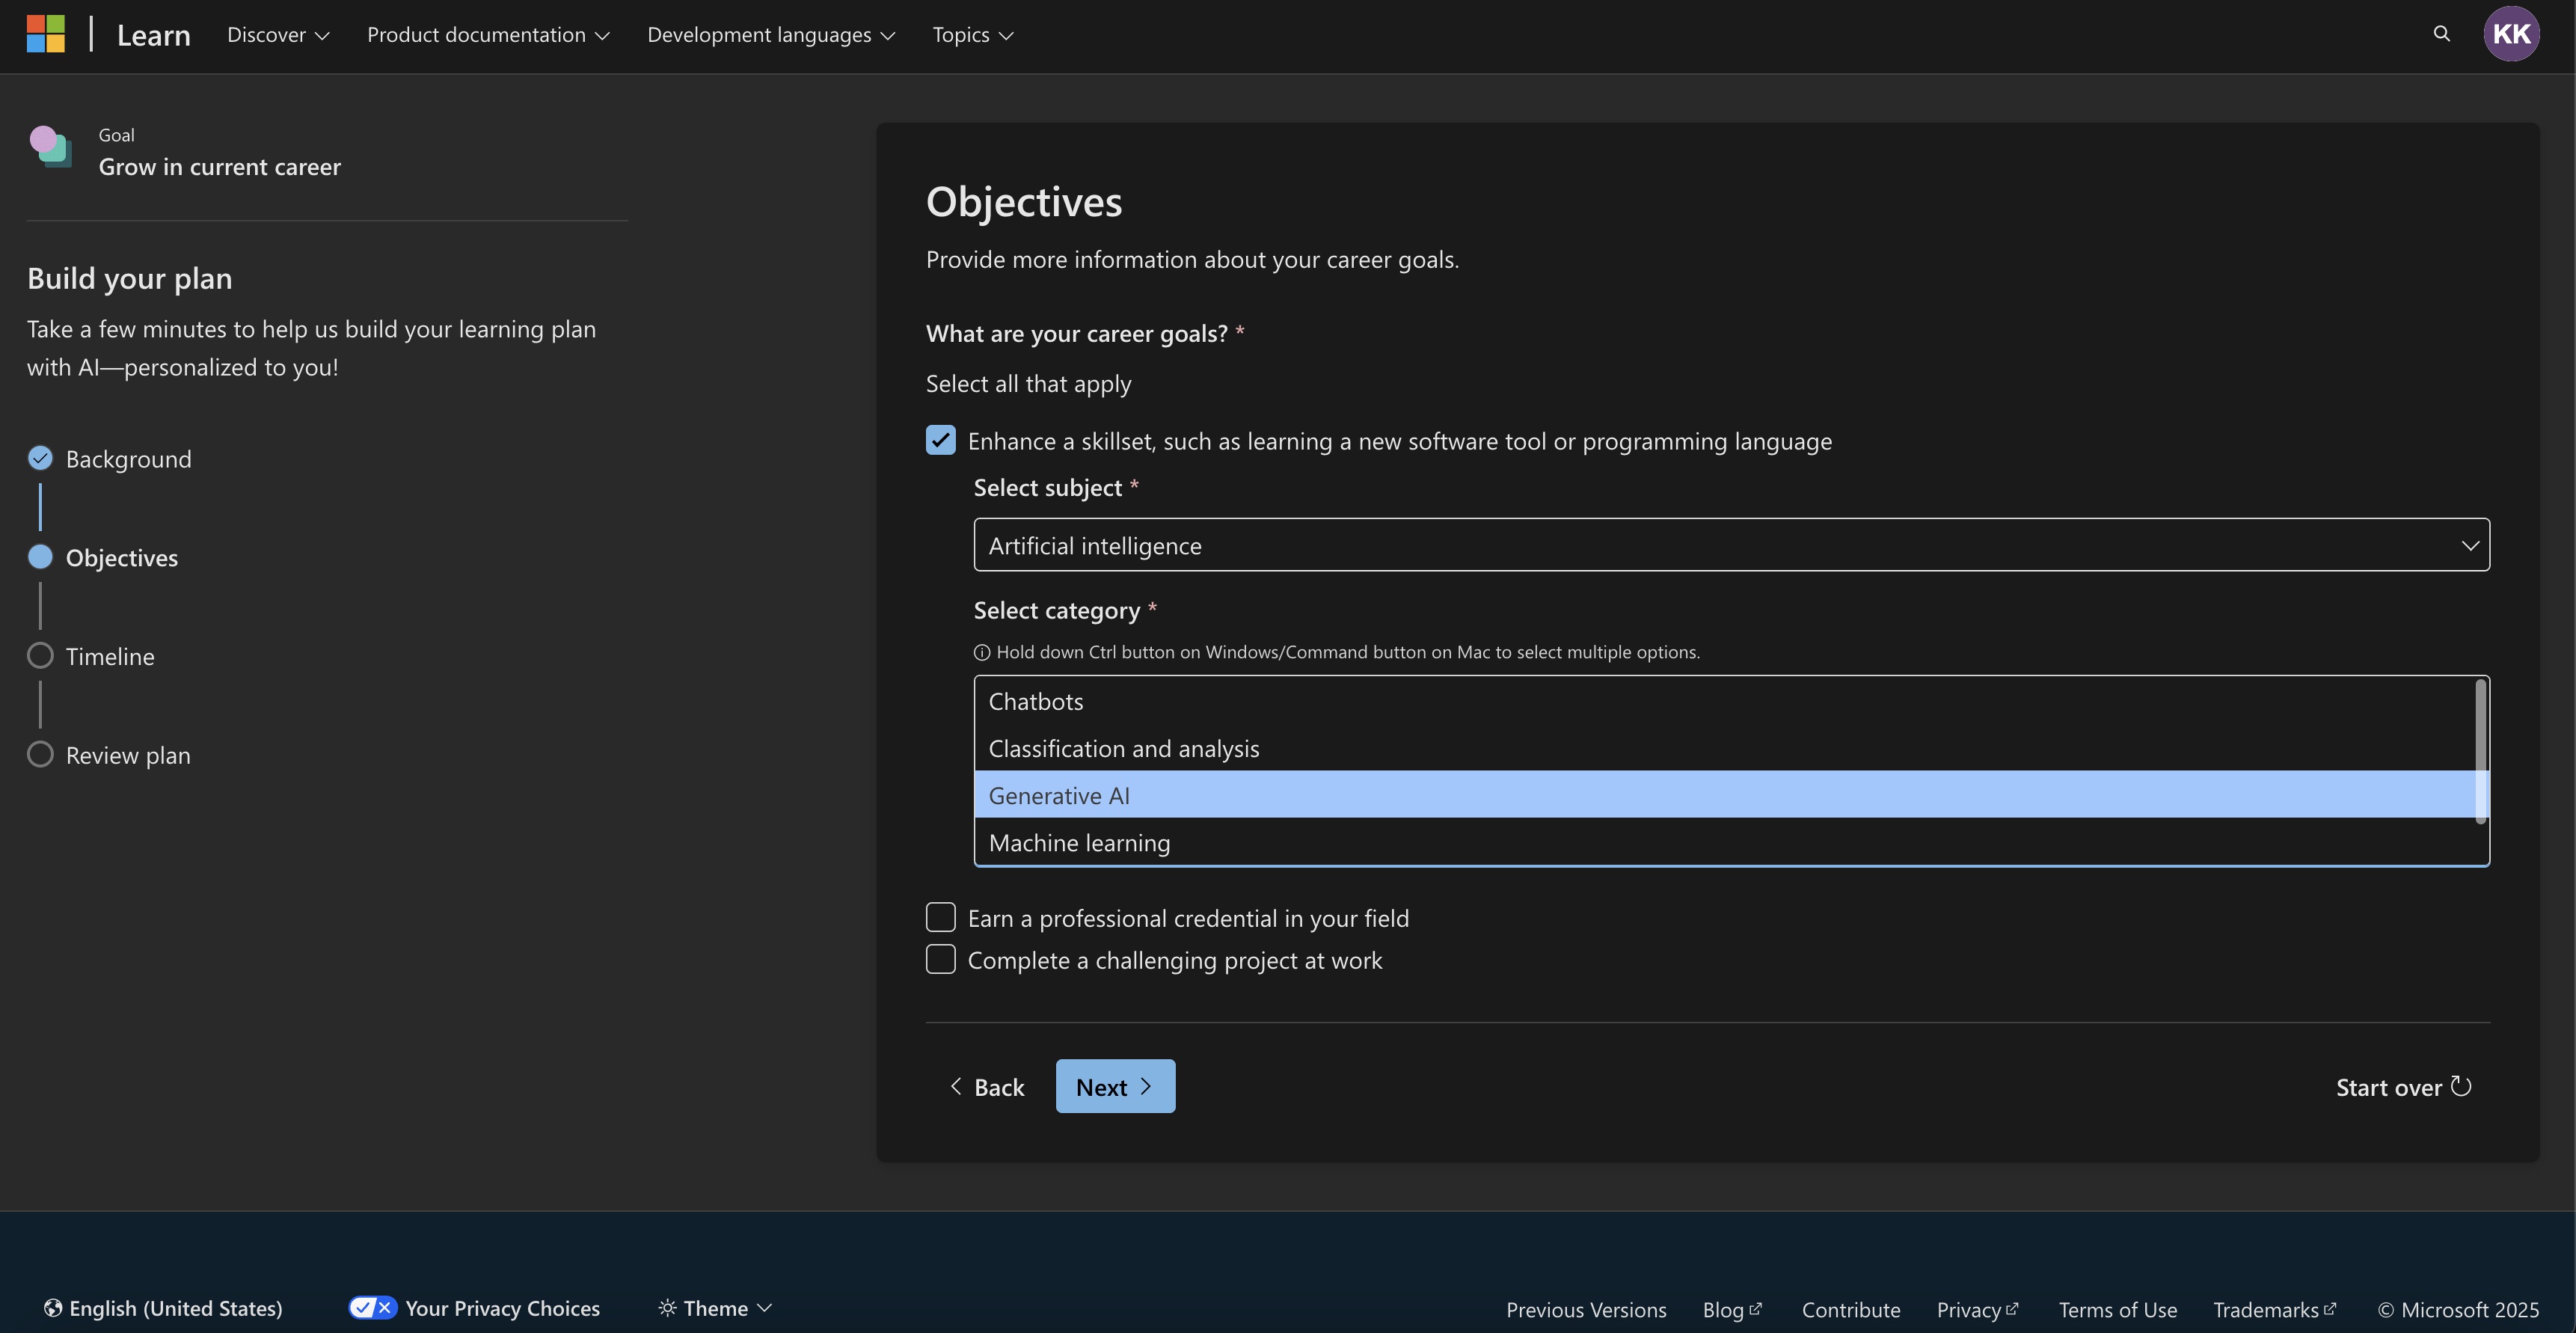 Learn
Discover
Product documentation
Development languages
Topics
KK
Goal
Grow in current career
Build your plan
Take a few minutes to help us build your learning plan
with AI—personalized to you!
Background
Objectives
Timeline
Review plan
Objectives
Provide more information about your career goals.
What are your career goals? *
Select all that apply
Enhance a skillset, such as learning a new software tool or programming language
Select subject *
Artificial intelligence
Select category *
Hold down Ctrl button on Windows/Command button on Mac to select multiple options.
Chatbots
Classification and analysis
Generative AI
Machine learning
Earn a professional credential in your field
Complete a challenging project at work
Back
Next
Start over
English (United States)
Your Privacy Choices
Theme
Previous Versions
Blog
Contribute
Privacy
Terms of Use
Trademarks
© Microsoft 2025